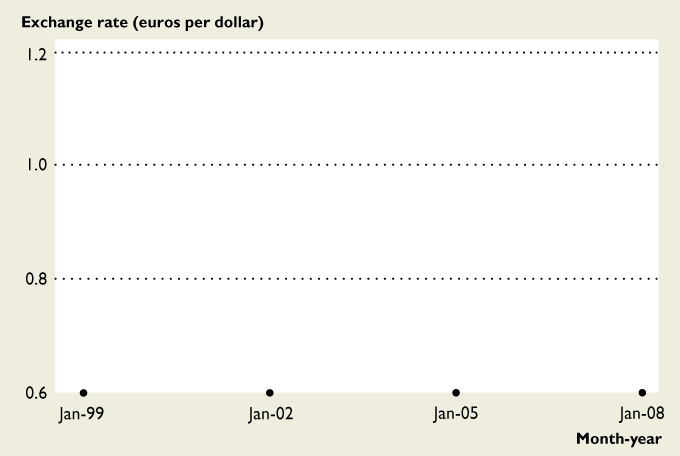 Exchange rate (euros per dollar)
1.2
1.0
0.8
0.6
Jan-99 Jan-02 Jan-05 Jan-08
Month-year